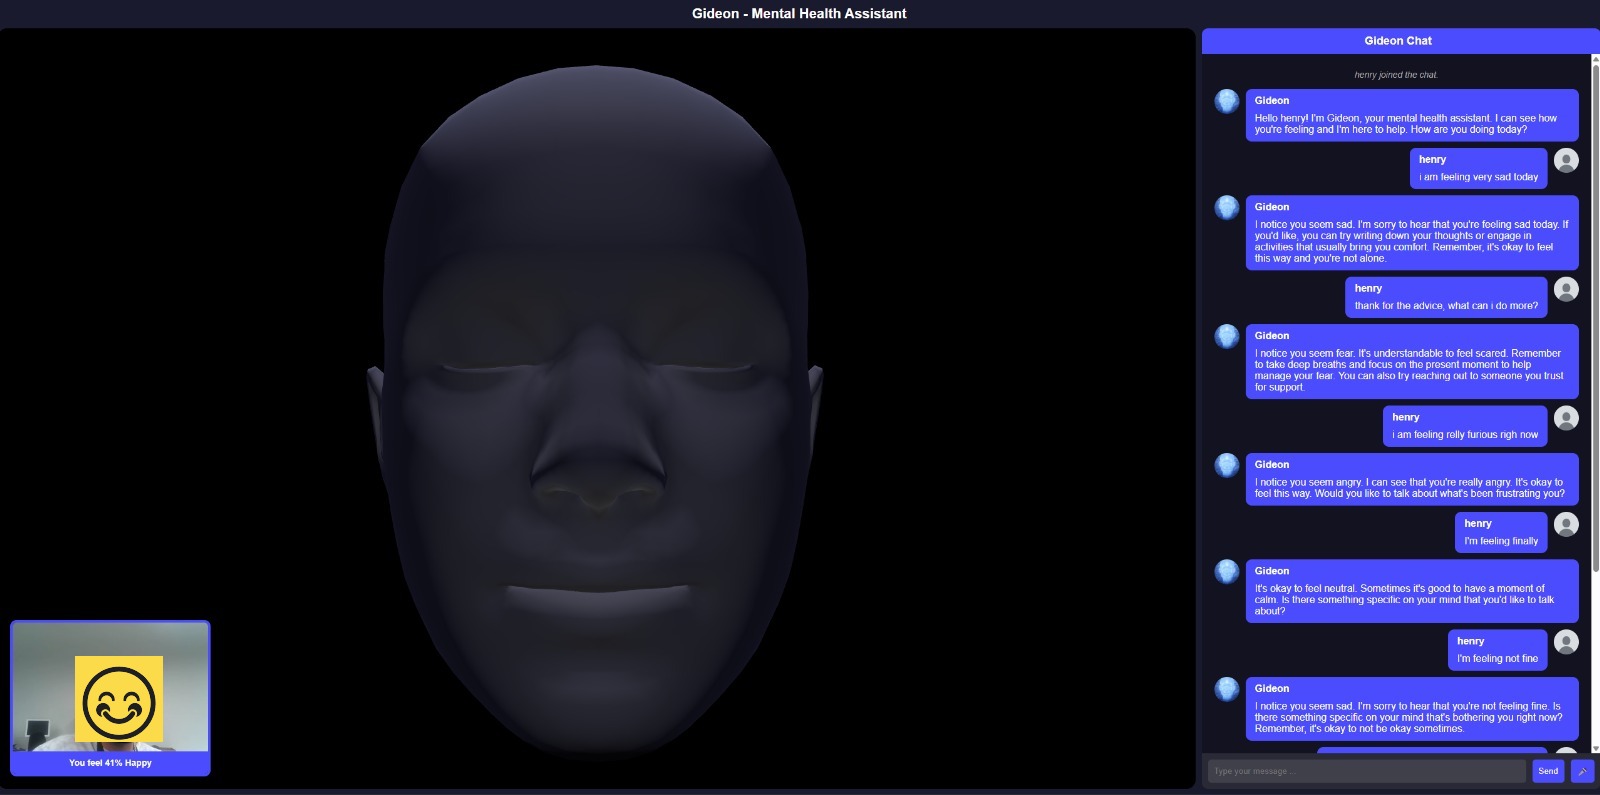 Gideon - Mental Health Assistant
Gideon Chat
henry joined the chat.
Gideon
Hello henry! I'm Gideon, your mental health assistant. I can see how
you're feeling and I'm here to help. How are you doing today?
henry
i am feeling very sad today
Gideon
I notice you seem sad. I'm sorry to hear that you're feeling sad today. If
you'd like, you can try writing down your thoughts or engage in
activities that usually bring you comfort. Remember, it's okay to feel
this way and you're not alone.
henry
thank for the advice, what can i do more?
Gideon
I notice you seem fear. It's understandable to feel scared. Remember
to take deep breaths and focus on the present moment to help
manage your fear. You can also try reaching out to someone you trust
for support.
henry
i am feeling relly furious righ now
Gideon
I notice you seem angry. I can see that you're really angry. It's okay to
feel this way. Would you like to talk about what's been frustrating you?
henry
I'm feeling finally
Gideon
It's okay to feel neutral. Sometimes it's good to have a moment of
calm. Is there something specific on your mind that you'd like to talk
about?
henry
I'm feeling not fine
Gideon
I notice you seem sad. I'm sorry to hear that you're not feeling fine. Is
there something specific on your mind that's bothering you right now?
Remember, it's okay to not be okay sometimes.
You feel 41% Happy
Type your message ...
Send